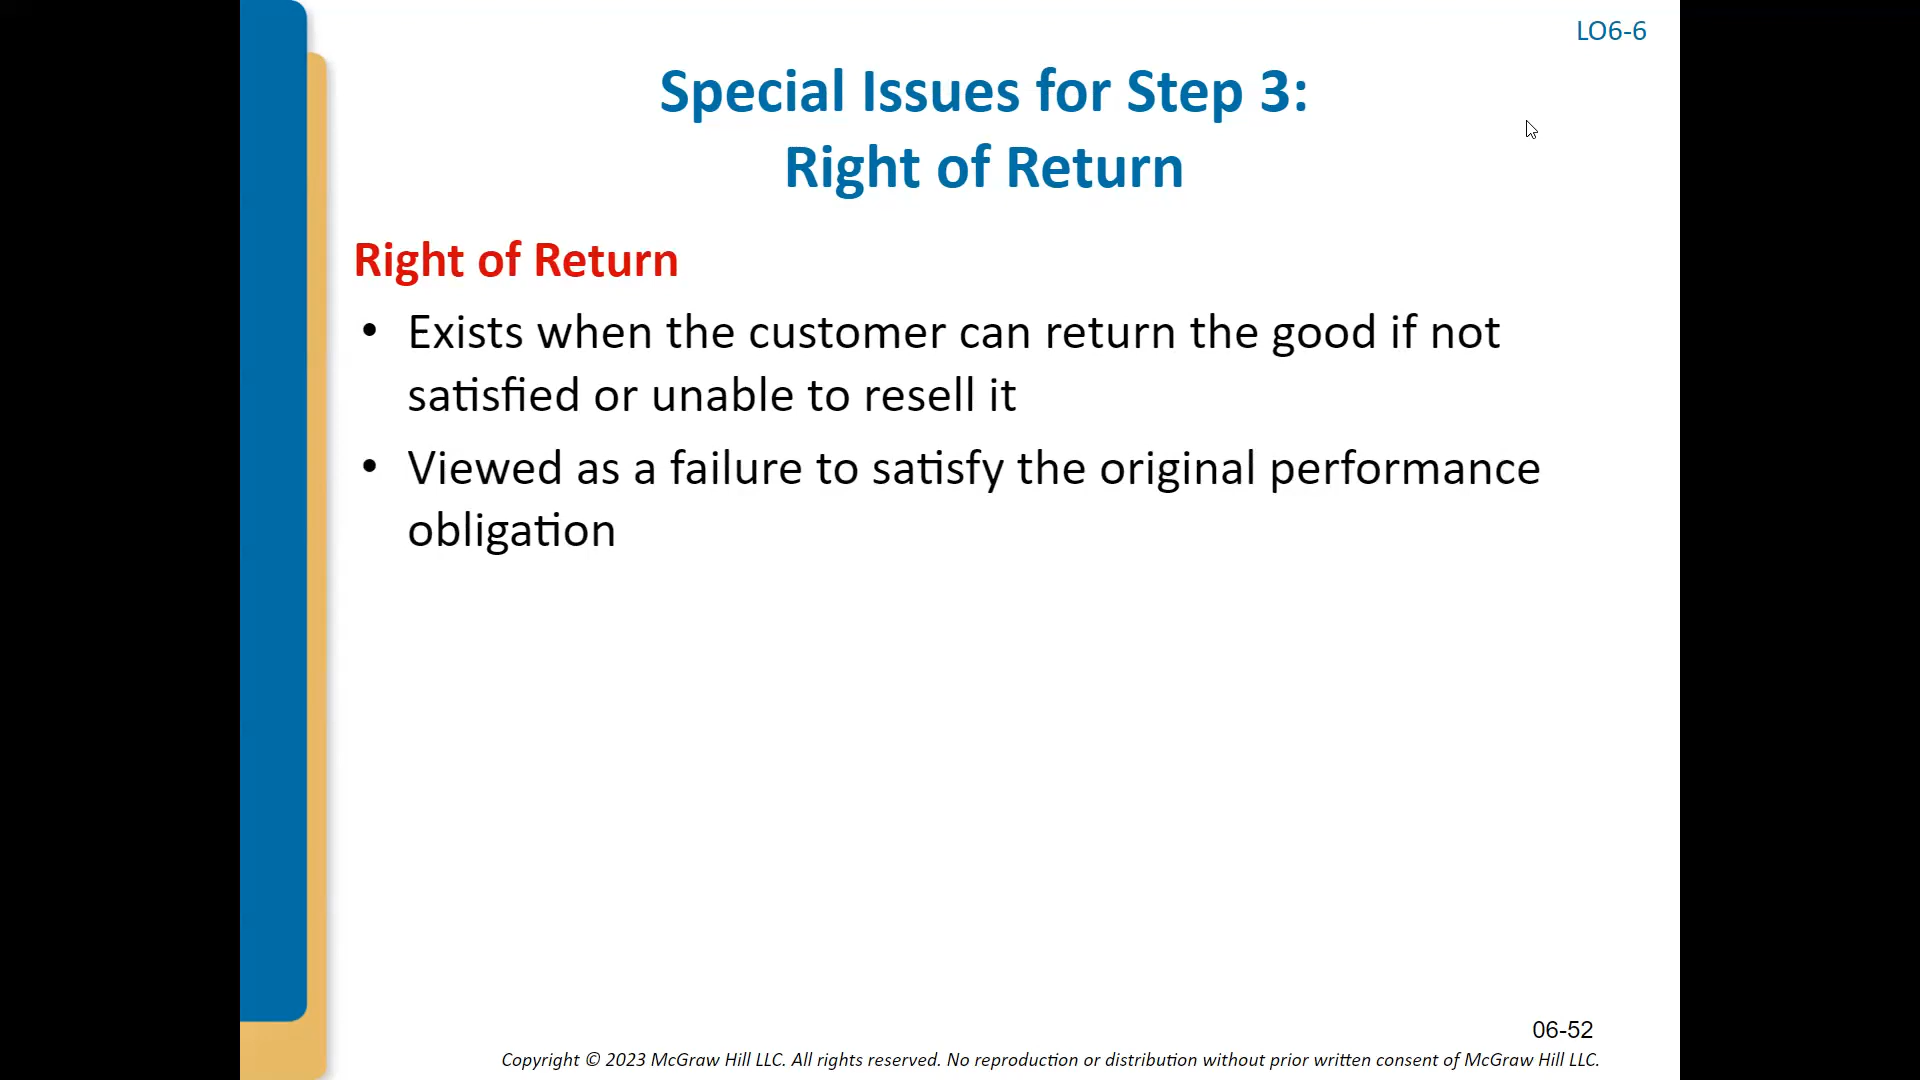 LO6-6
Special Issues for Step 3:
Right of Return
Right of Return
• Exists when the customer can return the good if not
satisfied or unable to resell it
• Viewed as a failure to satisfy the original performance
obligation
06-52
Copyright © 2023 McGraw Hill LLC. All rights reserved. No reproduction or distribution without prior written consent of McGraw Hill LLC.